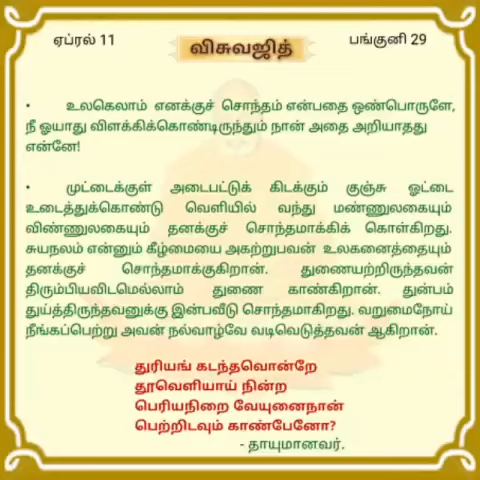 ஏப்ரல் 11
விசுவஜித்
பங்குனி 29
• உலகெலாம் எனக்குச் சொந்தம் என்பதை ஒண்பொருளே,
நீ ஓயாது விளக்கிக்கொண்டிருந்தும் நான் அதை அறியாதது
என்னே!
• முட்டைக்குள் அடைபட்டுக் கிடக்கும் குஞ்சு ஓட்டை
உடைத்துக்கொண்டு வெளியில் வந்து மண்ணுலகையும்
விண்ணுலகையும் தனக்குச் சொந்தமாக்கிக் கொள்கிறது.
சுயநலம் என்னும் கீழ்மையை அகற்றுபவன் உலகனைத்தையும்
தனக்குச் சொந்தமாக்குகிறான். துணையற்றிருந்தவன்
திரும்பியவிடமெல்லாம் துணை காண்கிறான். துன்பம்
துய்த்திருந்தவனுக்கு இன்பவீடு சொந்தமாகிறது. வறுமைநோய்
நீங்கப்பெற்று அவன் நல்வாழ்வே வடிவெடுத்தவன் ஆகிறான்.
துரியங் கடந்தவொன்றே
தூவெளியாய் நின்ற
பெரியநிறை வேயுனைநான்
பெற்றிடவும் காண்பேனோ?
- தாயுமானவர்.